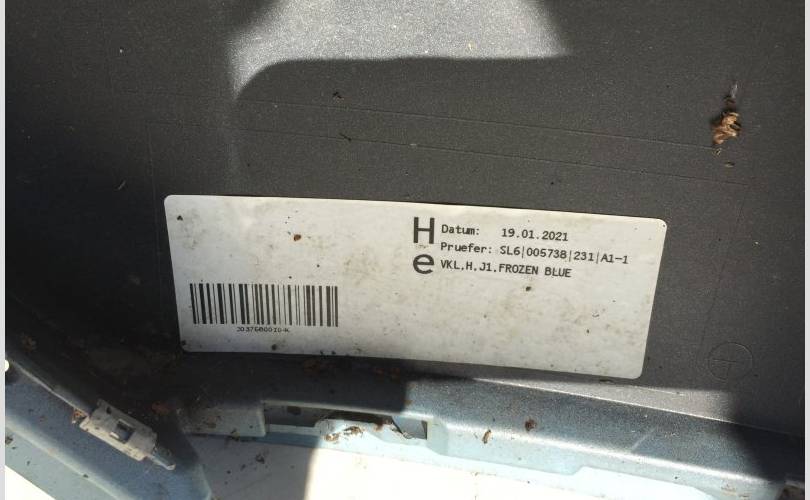 H
e
Datum: 19.01.2021
Pruefer: SL6|005738|231|A1-1
VKL.H.J1.FROZEN BLUE